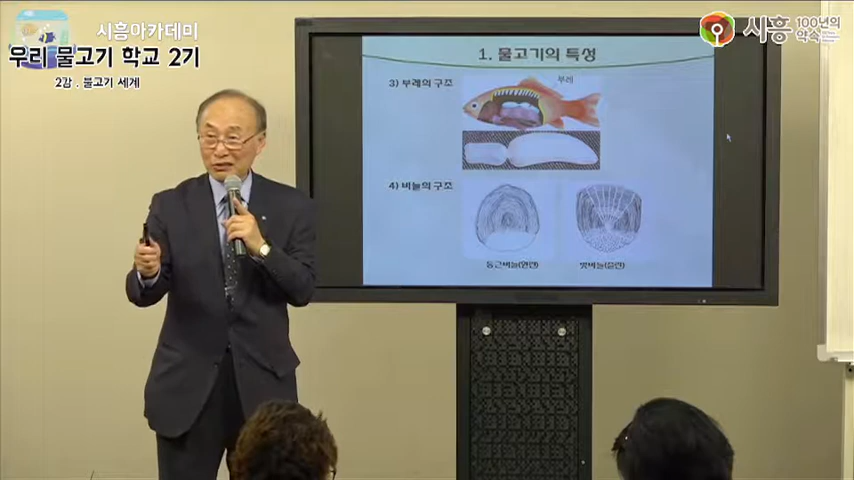 시흥아카데미
우리 물고기 학교 2기
2강 . 물고기 세계
시흥 100년의
약속
1. 물고기의 특성
3) 부레의 구조
부레
4) 비늘의 구조
둥근비늘(원린)
빗비늘(즐린)